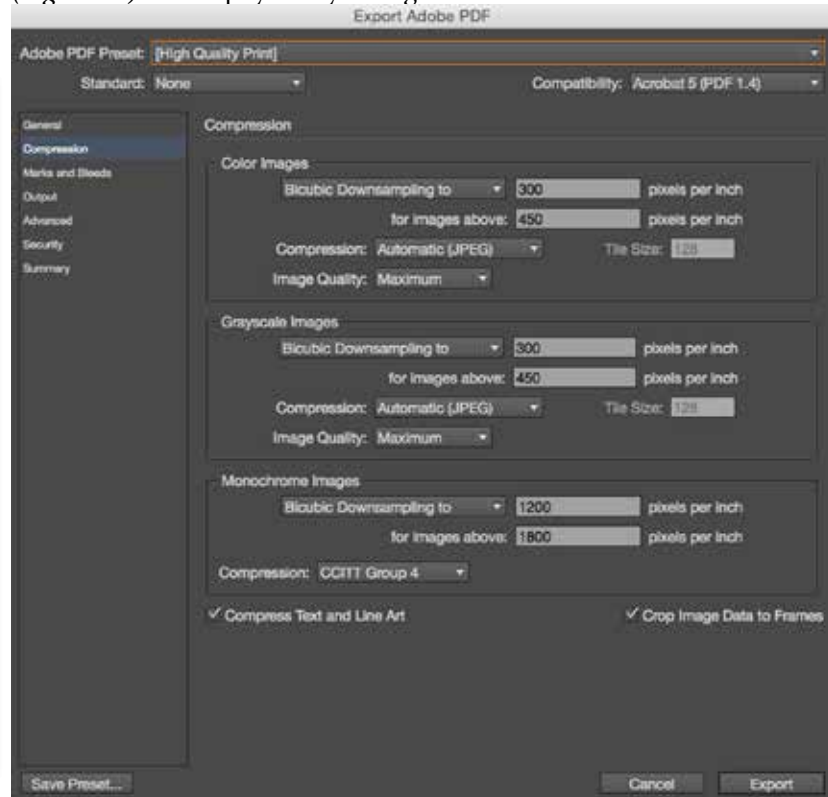 Export Adobe PDF
Adobe PDF Preset: [High Quality Print]
Standard: None Compatibility: Acrobat 5 (PDF 1.4)
General
Compression
Marks and Bleeds
Output
Advanced
Security
Summary
Compression
Color Images
Bicubic Downsampling to 300 pixels per inch
for images above: 450 pixels per inch
Compression: Automatic (JPEG) Tile Size: 128
Image Quality: Maximum
Grayscale Images
Bicubic Downsampling to 300 pixels per inch
for images above: 450 pixels per inch
Compression: Automatic (JPEG) Tile Size: 128
Image Quality: Maximum
Monochrome Images
Bicubic Downsampling to 1200 pixels per inch
for images above: 1800 pixels per inch
Compression: CCITT Group 4
Compress Text and Line Art Crop Image Data to Frames
Save Preset... Cancel Export